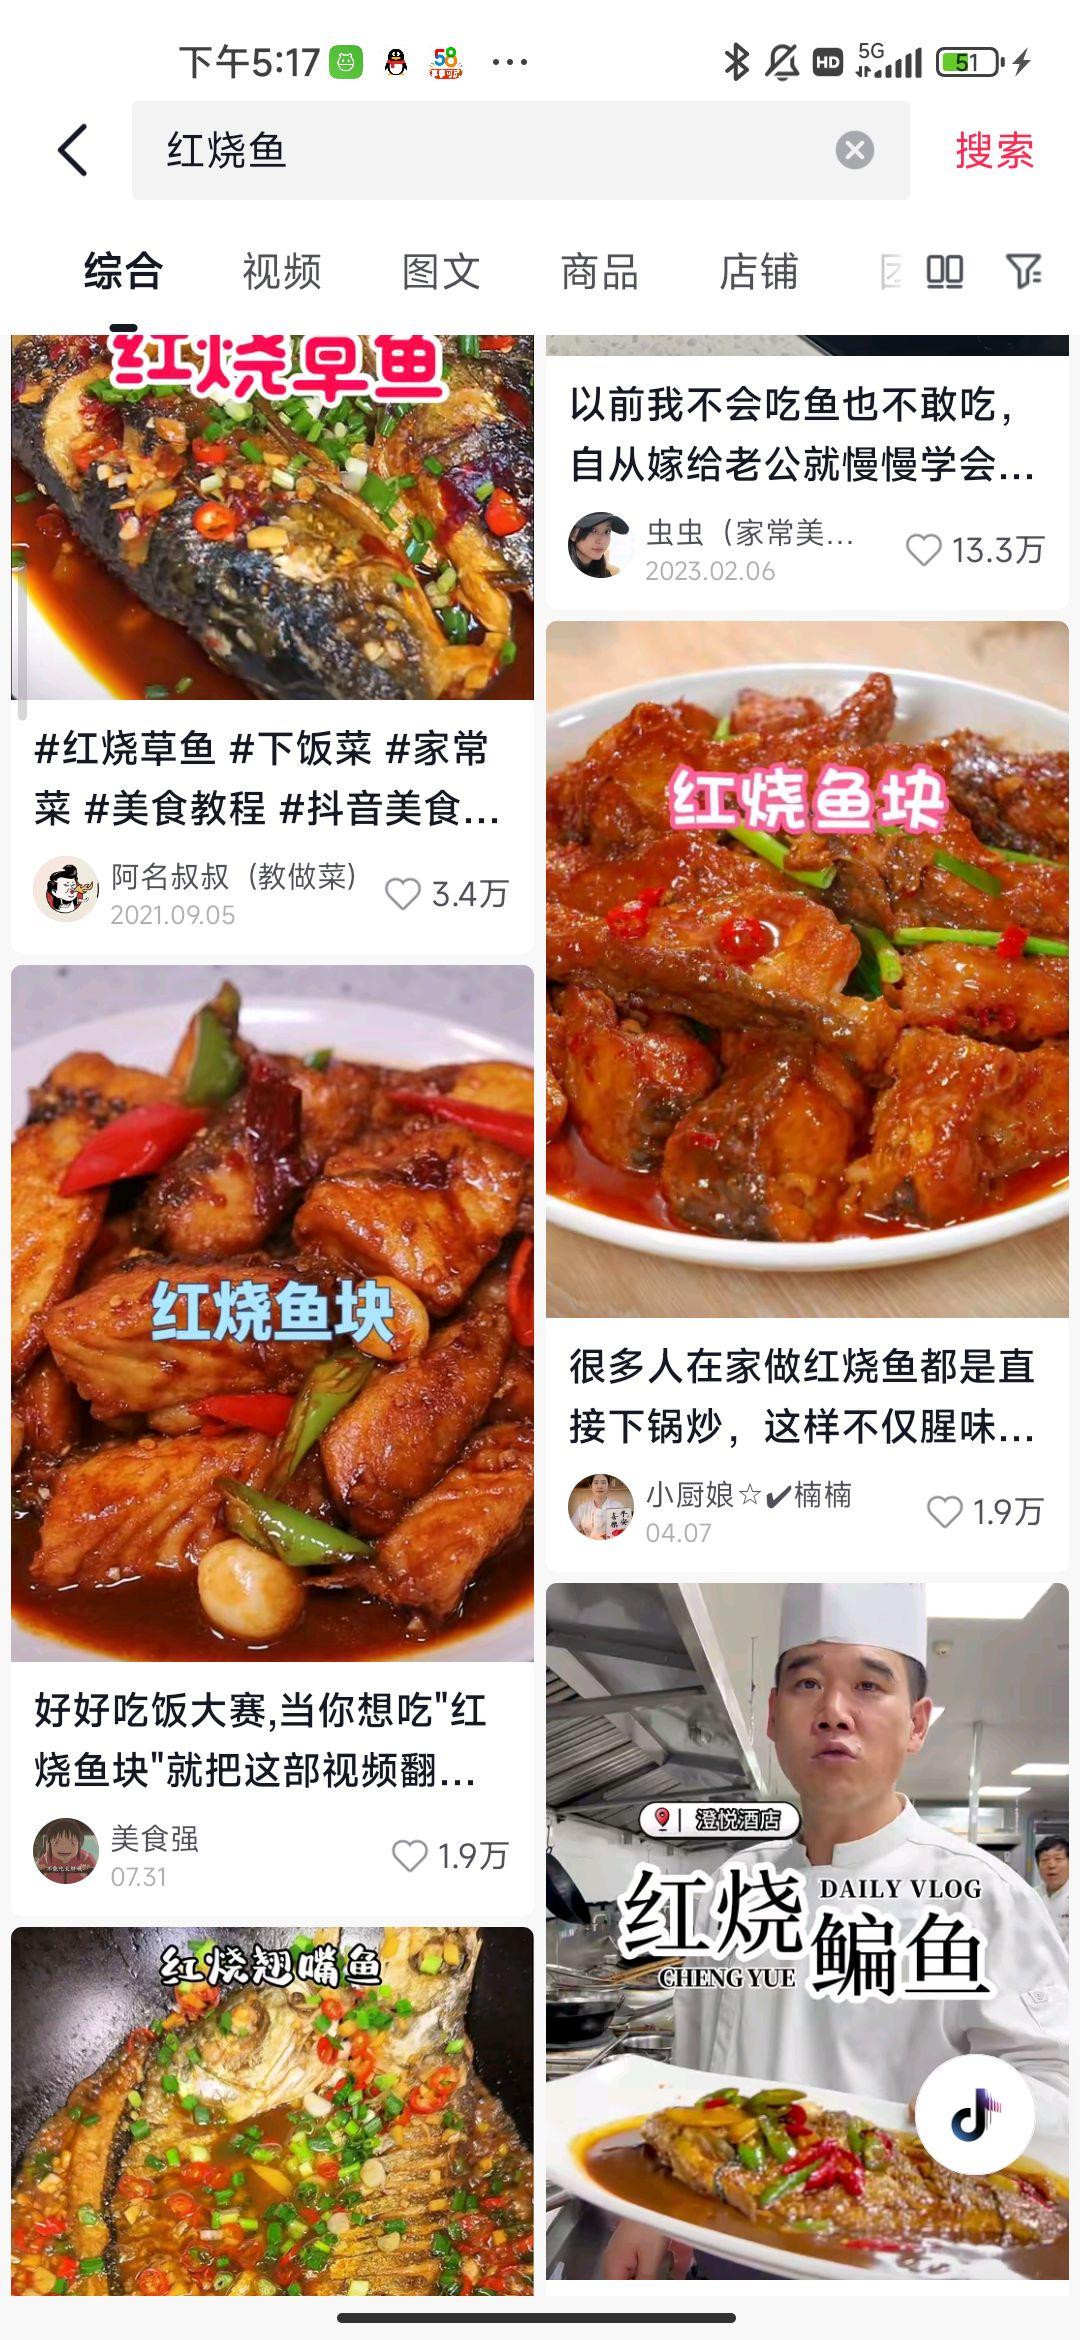 下午5:17
58
...
HD
5G
51
红烧鱼
搜索
综合
视频
图文
商品
店铺
红烧草鱼
#红烧草鱼 #下饭菜 #家常
菜 #美食教程 #抖音美食...
阿名叔叔（教做菜）
2021.09.05
3.4万
以前我不会吃鱼也不敢吃，
自从嫁给老公就慢慢学会...
虫虫（家常美...
2023.02.06
13.3万
红烧鱼块
很多人在家做红烧鱼都是直
接下锅炒，这样不仅腥味...
小厨娘☆✔楠楠
04.07
1.9万
红烧鱼块
好好吃饭大赛,当你想吃"红
烧鱼块"就把这部视频翻...
美食强
07.31
1.9万
红烧翘嘴鱼
澄悦酒店
红烧
DAILY VLOG
CHENG YUE
鳊鱼